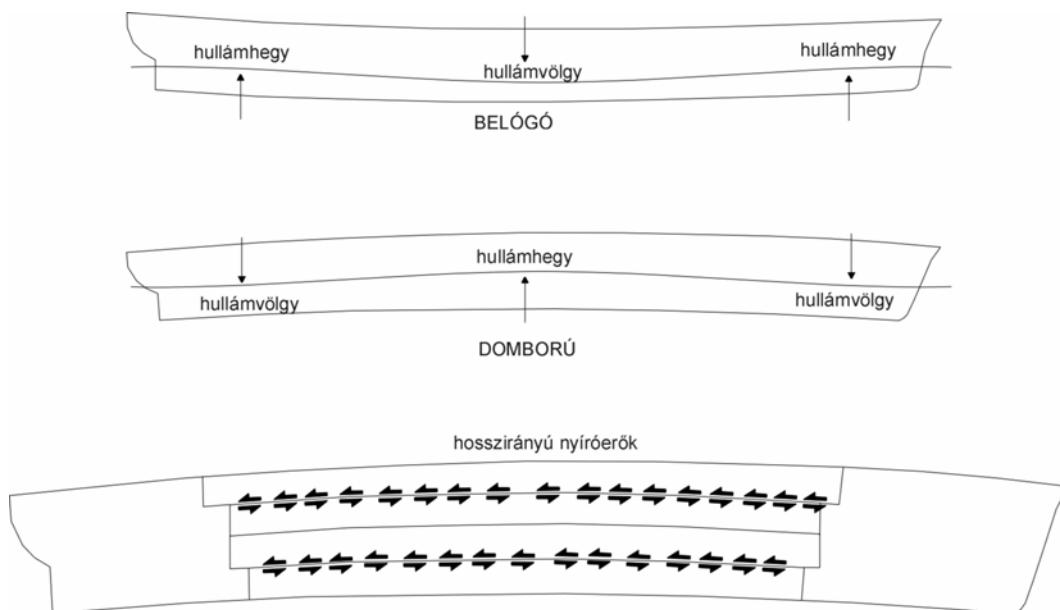 hullámhegy
hullámhegy
hullámvölgy
BELÓGÓ
hullámhegy
hullámvölgy
hullámvölgy
DOMBORÚ
hosszirányú nyíróerők